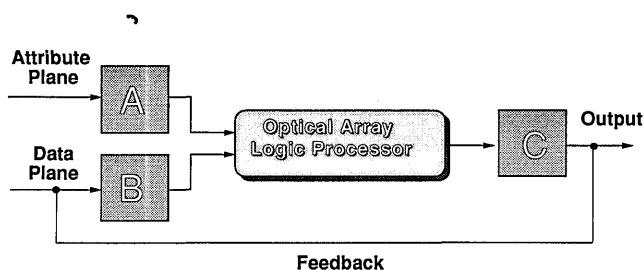 Attribute
Plane
A
Optical Array
Logic Processor
C
Output
Data
Plane
B
Feedback